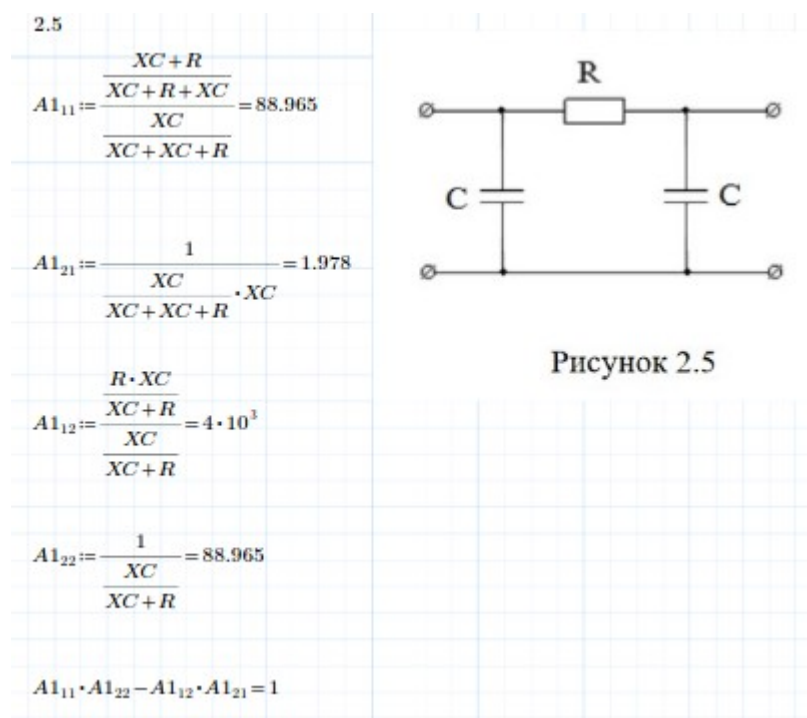 2.5
A1₁₁ := ((XC + R)/(XC + R + XC))/(XC/(XC + XC + R)) = 88.965
R
C
C
A1₂₁ := 1/((XC/(XC + XC + R)) · XC) = 1.978
Рисунок 2.5
A1₁₂ := ((R · XC)/(XC + R))/(XC/(XC + R)) = 4 · 10³
A1₂₂ := 1/(XC/(XC + R)) = 88.965
A1₁₁ · A1₂₂ − A1₁₂ · A1₂₁ = 1